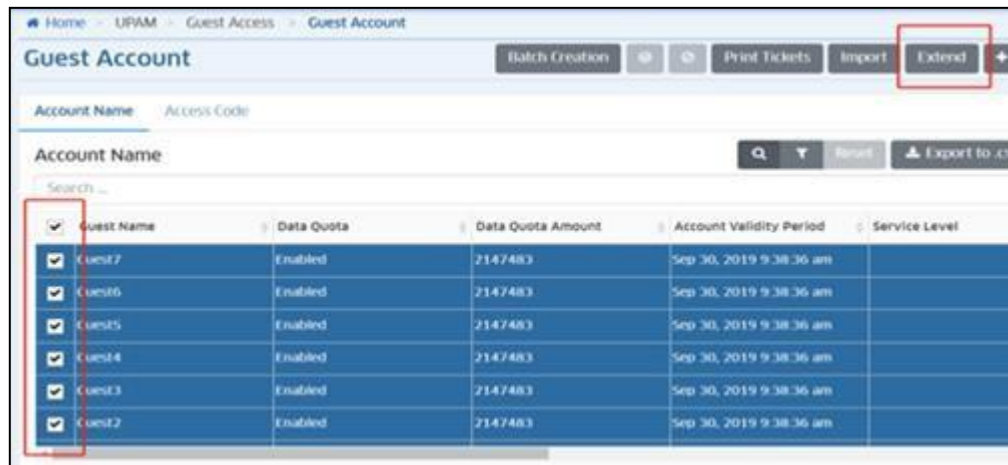 Home UPAM Guest Access Guest Account
Guest Account Batch Creation Print Tickets Import Extend +
Account Name Access Code
Account Name Reset Export to .cs
Search ...
Guest Name Data Quota Data Quota Amount Account Validity Period Service Level
Guest7 Enabled 2147483 Sep 30, 2019 9:38:36 am
Guest6 Enabled 2147483 Sep 30, 2019 9:38:36 am
Guest5 Enabled 2147483 Sep 30, 2019 9:38:36 am
Guest4 Enabled 2147483 Sep 30, 2019 9:38:36 am
Guest3 Enabled 2147483 Sep 30, 2019 9:38:36 am
Guest2 Enabled 2147483 Sep 30, 2019 9:38:36 am